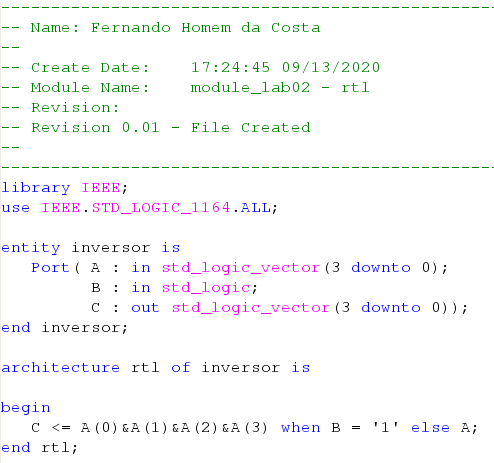 --------------------------------------------------
-- Name: Fernando Homem da Costa
--
-- Create Date:    17:24:45 09/13/2020
-- Module Name:    module_lab02 - rtl
-- Revision:
-- Revision 0.01 - File Created
--
--------------------------------------------------
library IEEE;
use IEEE.STD_LOGIC_1164.ALL;

entity inversor is
   Port( A : in std_logic_vector(3 downto 0);
         B : in std_logic;
         C : out std_logic_vector(3 downto 0));
end inversor;

architecture rtl of inversor is

begin
   C <= A(0)&A(1)&A(2)&A(3) when B = '1' else A;
end rtl;